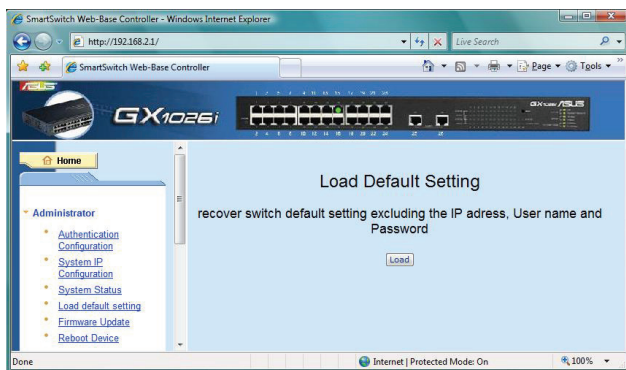 SmartSwitch Web-Base Controller - Windows Internet Explorer
http://192.168.2.1/
Live Search
SmartSwitch Web-Base Controller
Page
Tools
ASUS
GX1026i
GX1026i ASUS
Home
Load Default Setting
recover switch default setting excluding the IP adress, User name and
Password
Load
Administrator
Authentication
Configuration
System IP
Configuration
System Status
Load default setting
Firmware Update
Reboot Device
Done
Internet | Protected Mode: On
100%